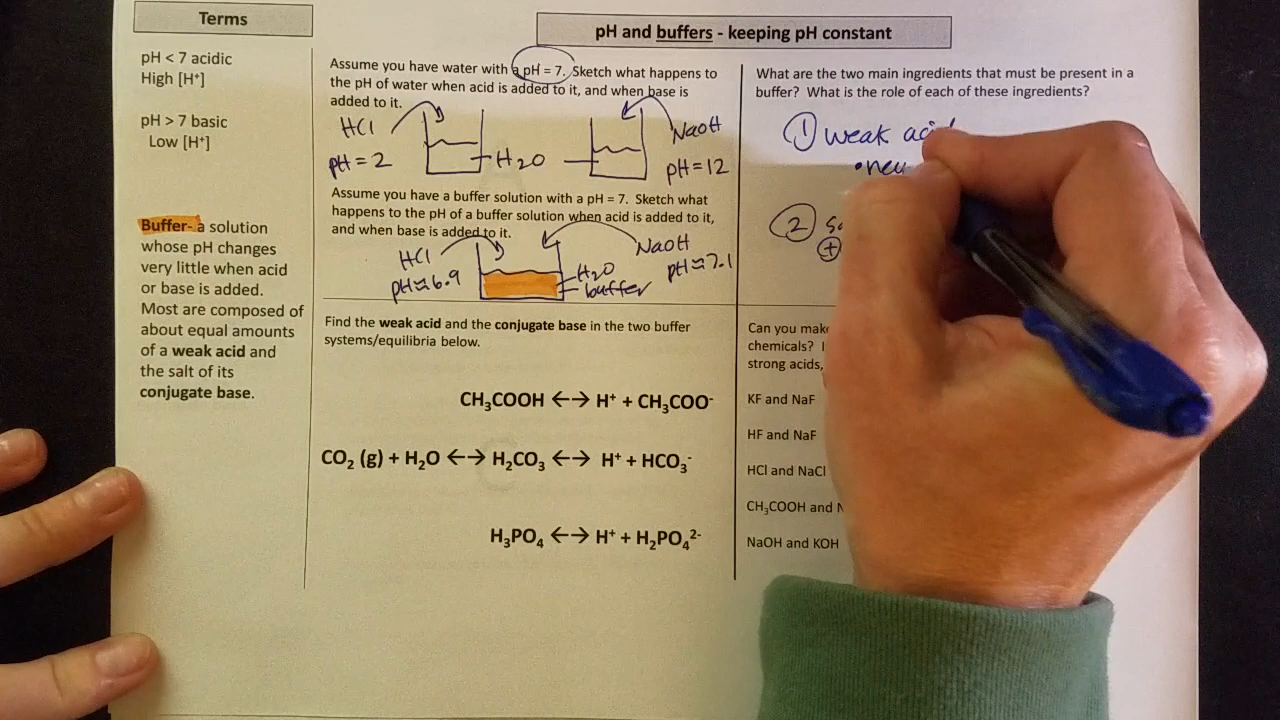 Terms
pH and buffers - keeping pH constant
pH < 7 acidic
High [H⁺]
pH > 7 basic
Low [H⁺]
Buffer- a solution
whose pH changes
very little when acid
or base is added.
Most are composed of
about equal amounts
of a weak acid and
the salt of its
conjugate base.
Assume you have water with a pH = 7. Sketch what happens to
the pH of water when acid is added to it, and when base is
added to it.
HCl
pH = 2
H₂O
NaOH
pH = 12
Assume you have a buffer solution with a pH = 7. Sketch what
happens to the pH of a buffer solution when acid is added to it,
and when base is added to it.
HCl
pH ≈ 6.9
H₂O
buffer
NaOH
pH ≈ 7.1
Find the weak acid and the conjugate base in the two buffer
systems/equilibria below.
CH₃COOH ←→ H⁺ + CH₃COO⁻
CO₂ (g) + H₂O ←→ H₂CO₃ ←→ H⁺ + HCO₃⁻
H₃PO₄ ←→ H⁺ + H₂PO₄²⁻
What are the two main ingredients that must be present in a
buffer? What is the role of each of these ingredients?
① weak acid
•neu
②
⊕
Can you
chemicals?
strong acids,
KF and NaF
HF and NaF
HCl and NaCl
CH₃COOH and
NaOH and KOH